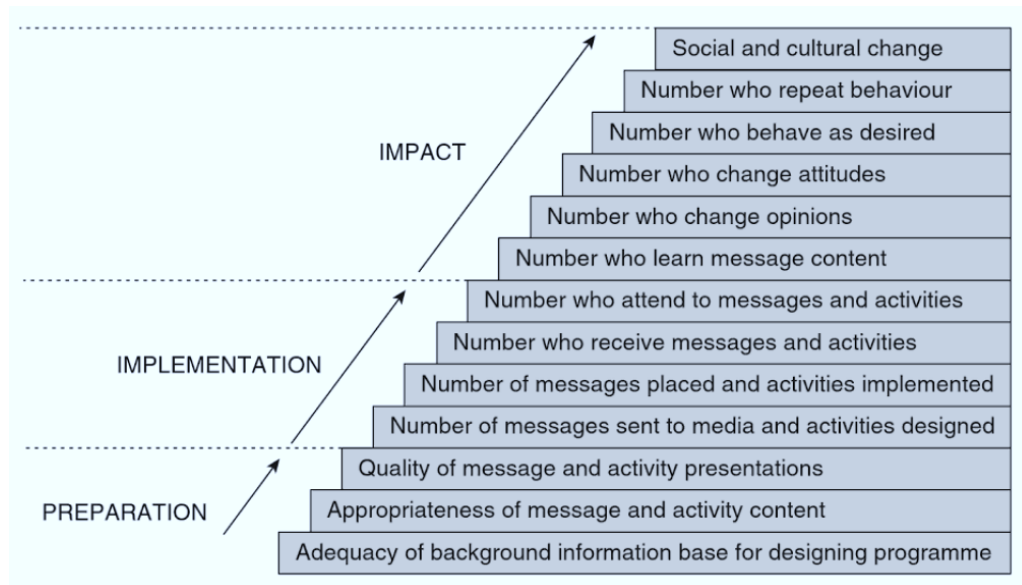 Social and cultural change
Number who repeat behaviour
Number who behave as desired
IMPACT
Number who change attitudes
Number who change opinions
Number who learn message content
Number who attend to messages and activities
Number who receive messages and activities
IMPLEMENTATION
Number of messages placed and activities implemented
Number of messages sent to media and activities designed
Quality of message and activity presentations
PREPARATION
Appropriateness of message and activity content
Adequacy of background information base for designing programme